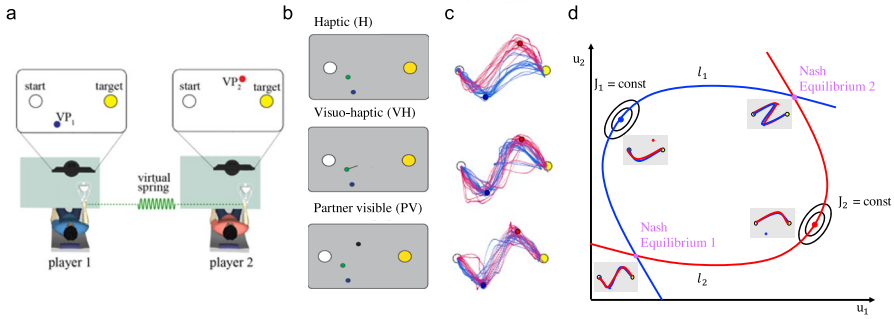 a
start
target
VP1
start
VP2
target
virtual
spring
player 1
player 2
b
Haptic (H)
Visuo-haptic (VH)
Partner visible (PV)
c
d
u2
l1
J1 = const
Nash
Equilibrium 2
J2 = const
Nash
Equilibrium 1
l2
u1